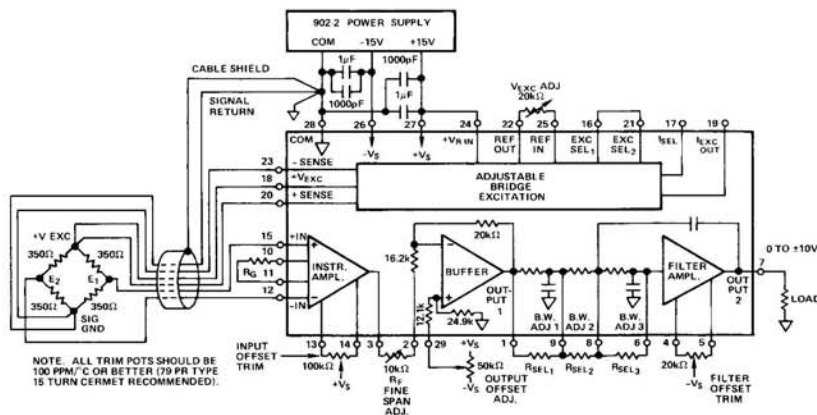 902-2 POWER SUPPLY
COM -15V +15V
1μF 1000pF
CABLE SHIELD
1μF
1000pF
SIGNAL RETURN
VEXC ADJ
20kΩ
28 26 27 24 22 25 16 21 17 19
COM
-VS +VS
+VR IN
REF OUT
REF IN
EXC SEL1
EXC SEL2
ISEL
IEXC OUT
23 - SENSE
18 +VEXC
20 + SENSE
ADJUSTABLE BRIDGE EXCITATION
+V EXC
350Ω 350Ω
E2 E1
350Ω 350Ω
SIG GND
15 +IN
10
RG
11
12 -IN
INSTR. AMPL.
+
-
20kΩ
16.2k
-
+
BUFFER
12.1k
24.9k
OUTPUT 1
B.W. ADJ 1
B.W. ADJ 2
B.W. ADJ 3
FILTER AMPL.
OUTPUT 2
7
0 TO ±10V
LOAD
13 14 3 2 29 1 9 8 6 4 5
INPUT OFFSET TRIM
100kΩ
+VS
10kΩ
RF
FINE SPAN ADJ.
+VS
50kΩ
-VS
OUTPUT OFFSET ADJ.
RSEL1 RSEL2 RSEL3
20kΩ
-VS
FILTER OFFSET TRIM
NOTE. ALL TRIM POTS SHOULD BE
100 PPM/°C OR BETTER (79 PR TYPE
15 TURN CERMET RECOMMENDED).